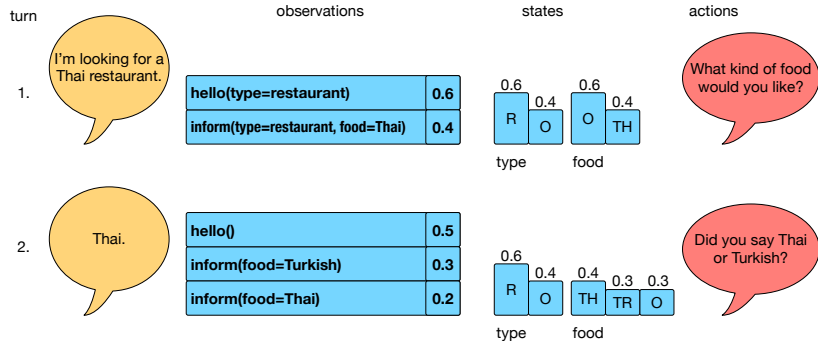 turn
observations
states
actions
1.
I'm looking for a
Thai restaurant.
hello(type=restaurant) 0.6
inform(type=restaurant, food=Thai) 0.4
0.6 0.4 0.6 0.4
R O O TH
type food
What kind of food
would you like?
2.
Thai.
hello() 0.5
inform(food=Turkish) 0.3
inform(food=Thai) 0.2
0.6 0.4 0.4 0.3 0.3
R O TH TR O
type food
Did you say Thai
or Turkish?